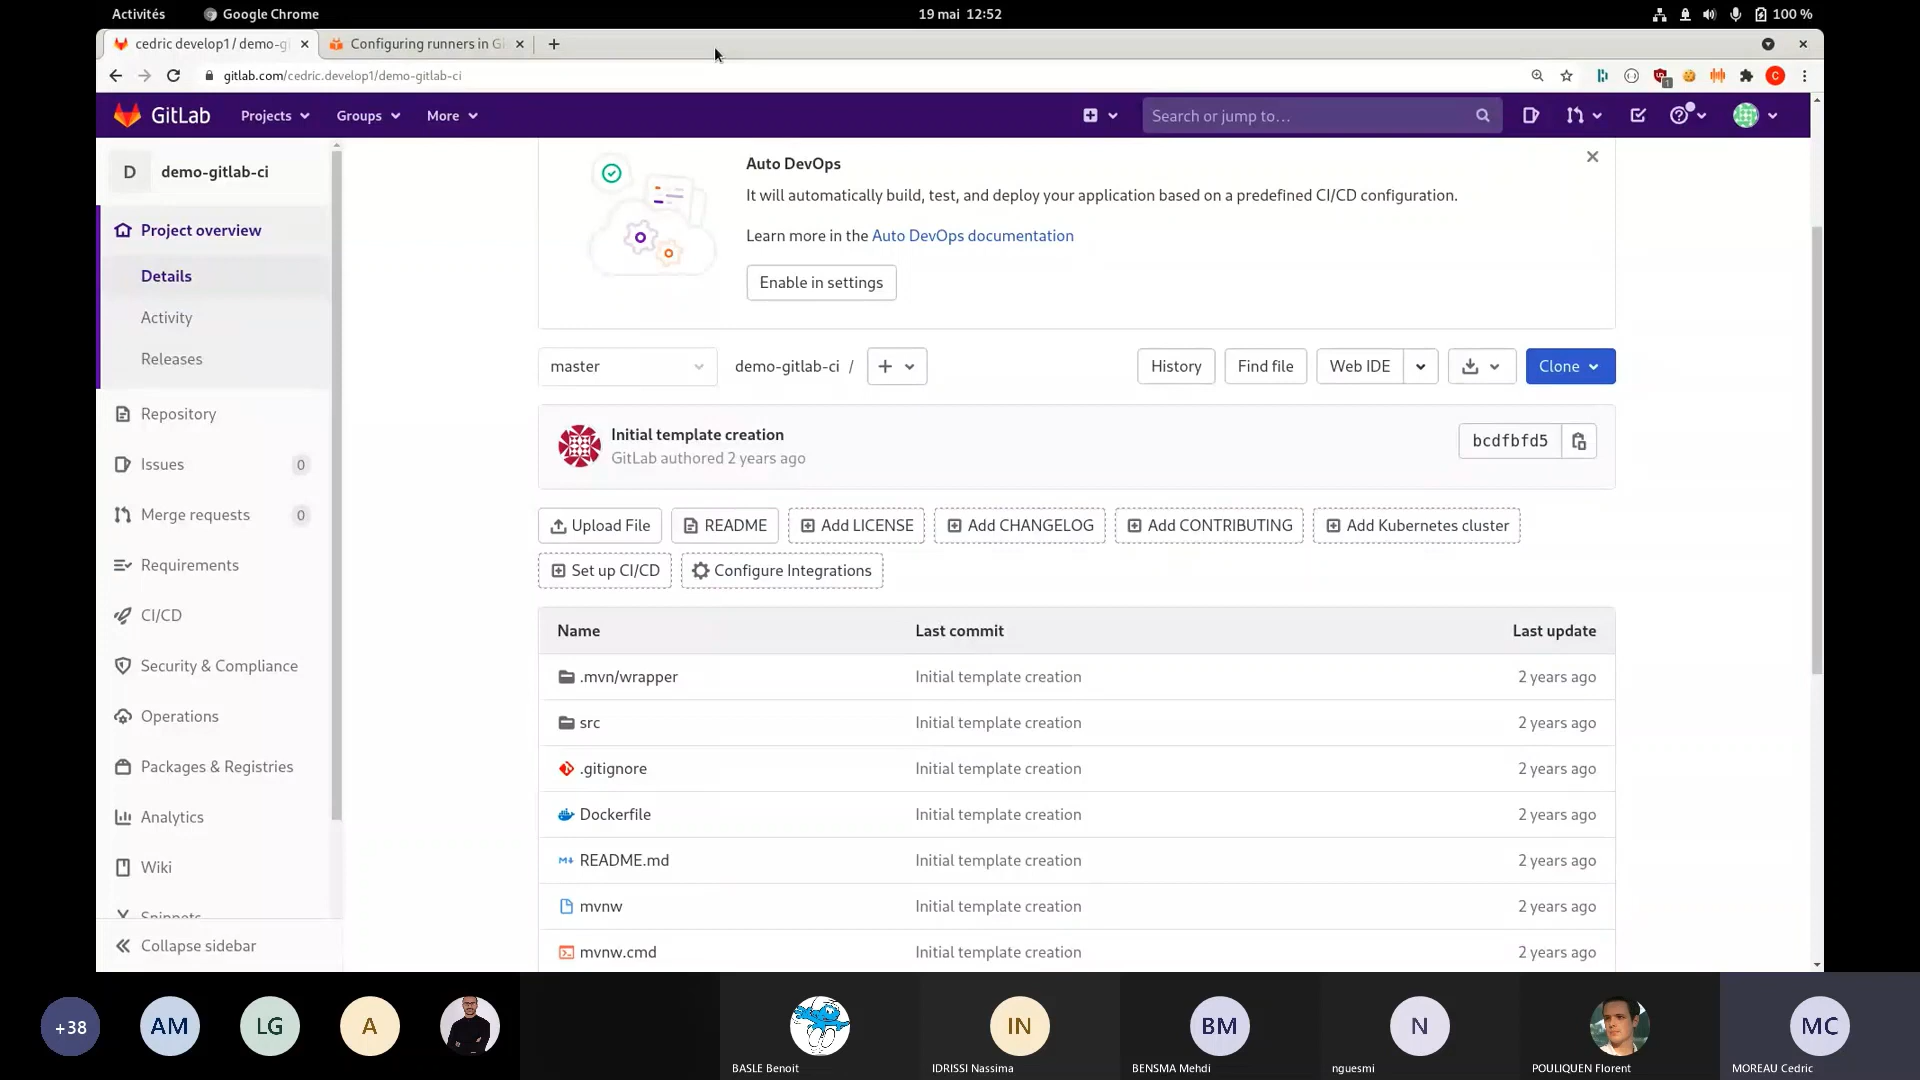 Activités
Google Chrome
19 mai 12:52
100 %
cedric develop1 / demo-g
Configuring runners in Gi
gitlab.com/cedric.develop1/demo-gitlab-ci
C
GitLab
Projects
Groups
More
Search or jump to...
D
demo-gitlab-ci
Project overview
Details
Activity
Releases
Repository
Issues 0
Merge requests 0
Requirements
CI/CD
Security & Compliance
Operations
Packages & Registries
Analytics
Wiki
Snippets
Collapse sidebar
Auto DevOps
It will automatically build, test, and deploy your application based on a predefined CI/CD configuration.
Learn more in the Auto DevOps documentation
Enable in settings
master
demo-gitlab-ci /
History
Find file
Web IDE
Clone
Initial template creation
GitLab authored 2 years ago
bcdfbfd5
Upload File
README
Add LICENSE
Add CHANGELOG
Add CONTRIBUTING
Add Kubernetes cluster
Set up CI/CD
Configure Integrations
Name Last commit Last update
.mvn/wrapper Initial template creation 2 years ago
src Initial template creation 2 years ago
.gitignore Initial template creation 2 years ago
Dockerfile Initial template creation 2 years ago
README.md Initial template creation 2 years ago
mvnw Initial template creation 2 years ago
mvnw.cmd Initial template creation 2 years ago
+38
AM
LG
A
IN
BM
N
MC
BASLE Benoit
IDRISSI Nassima
BENSMA Mehdi
nguesmi
POULIQUEN Florent
MOREAU Cedric